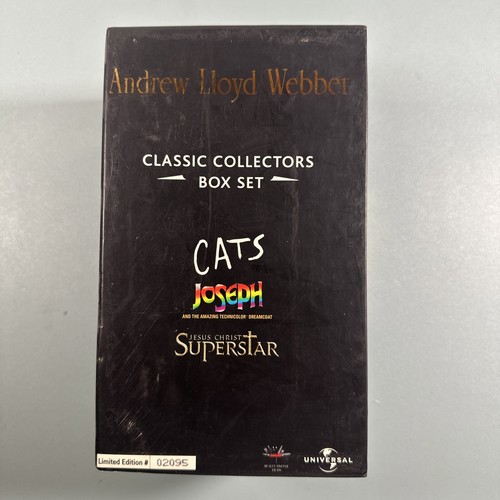 Andrew Lloyd Webber
CLASSIC COLLECTORS
BOX SET
CATS
JOSEPH
AND THE AMAZING TECHNICOLOR DREAMCOAT
JESUS CHRIST
SUPERSTAR
Limited Edition # 02095
UNIVERSAL